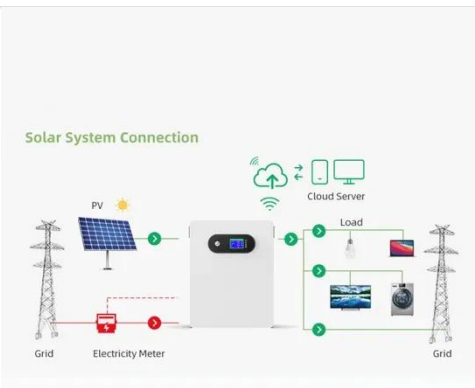 Solar System Connection
Cloud Server
PV
Load
Grid
Electricity Meter
Grid